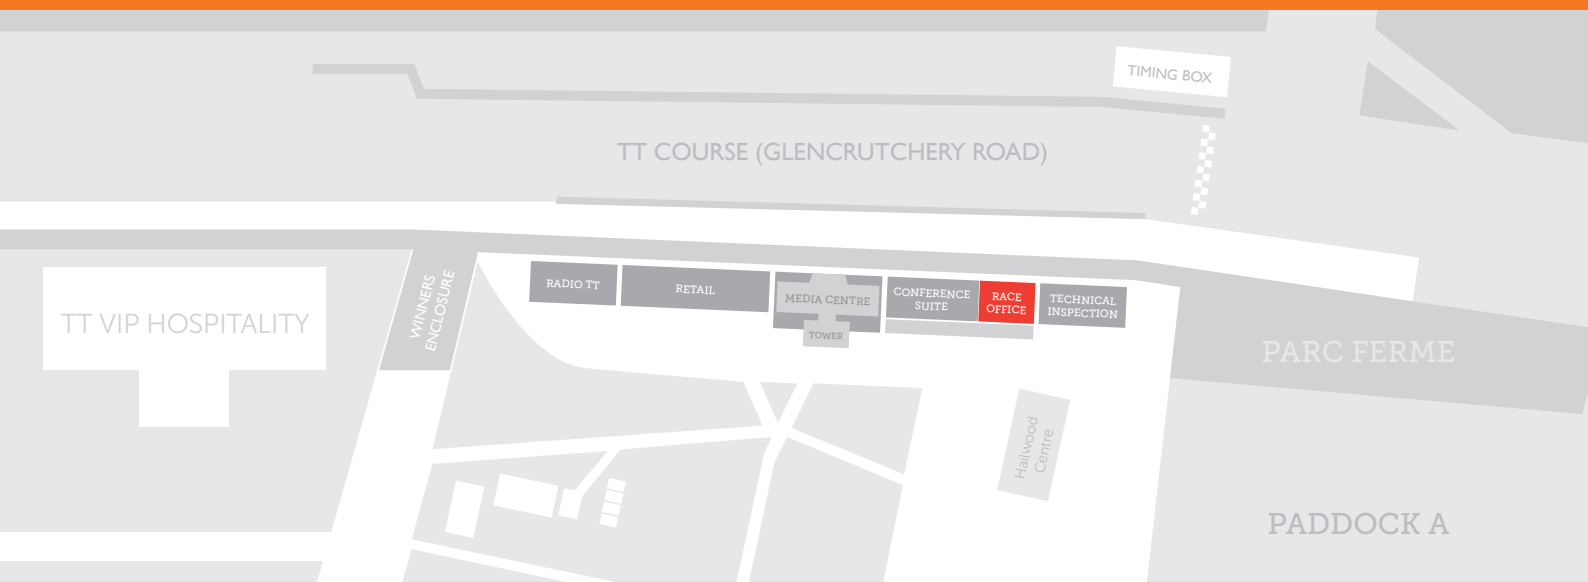 TIMING BOX
TT COURSE (GLENCRUTCHERY ROAD)
TT VIP HOSPITALITY
WINNERS
ENCLOSURE
RADIO TT
RETAIL
MEDIA CENTRE
TOWER
CONFERENCE
SUITE
RACE
OFFICE
TECHNICAL
INSPECTION
PARC FERME
Hailwood
Centre
PADDOCK A